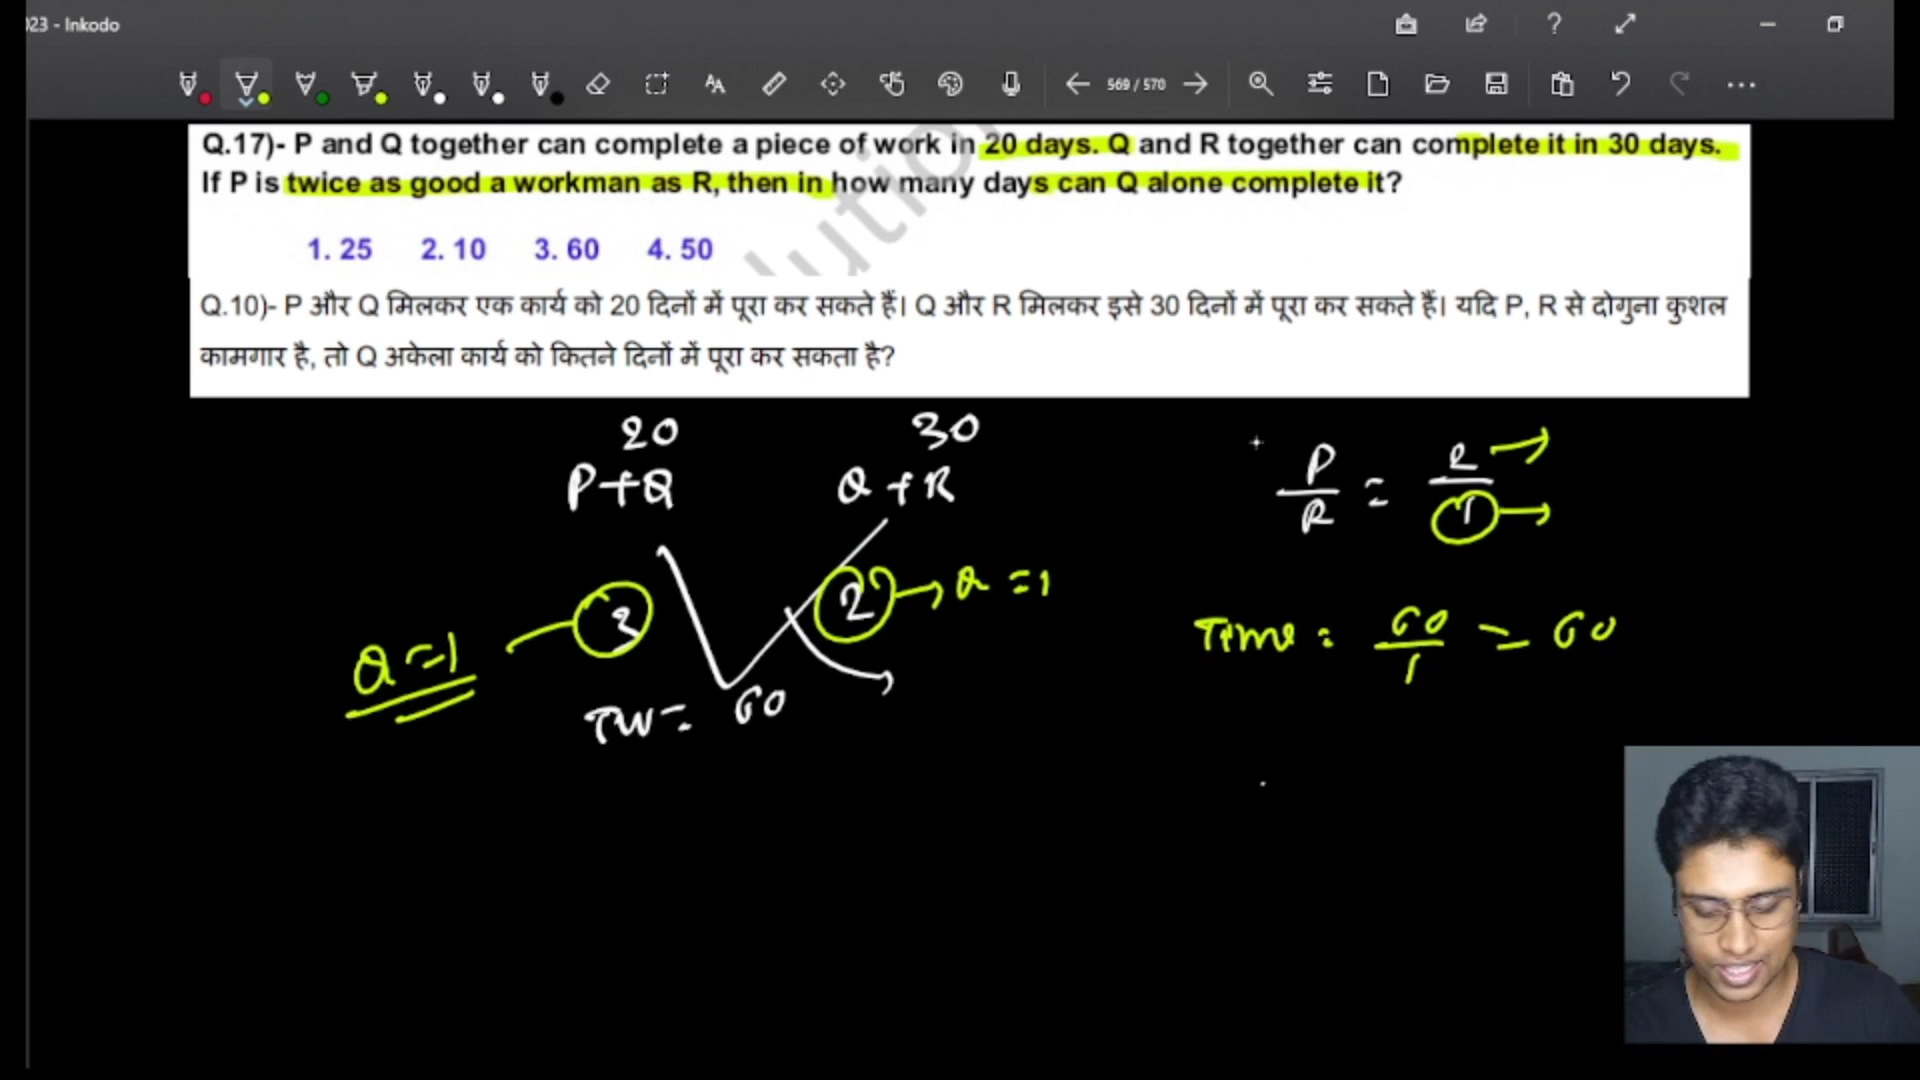 023 - Inkodo
569 / 570
Q.17)- P and Q together can complete a piece of work in 20 days. Q and R together can complete it in 30 days.
If P is twice as good a workman as R, then in how many days can Q alone complete it?
1. 25 2. 10 3. 60 4. 50
Q.10)- P और Q मिलकर एक कार्य को 20 दिनों में पूरा कर सकते हैं। Q और R मिलकर इसे 30 दिनों में पूरा कर सकते हैं। यदि P, R से दोगुना कुशल
कामगार है, तो Q अकेला कार्य को कितने दिनों में पूरा कर सकता है?
20 30
P+Q Q+R
P/R = 2/1
3 2 → Q = 1
Q = 1
TW = 60
Time = 60/1 = 60